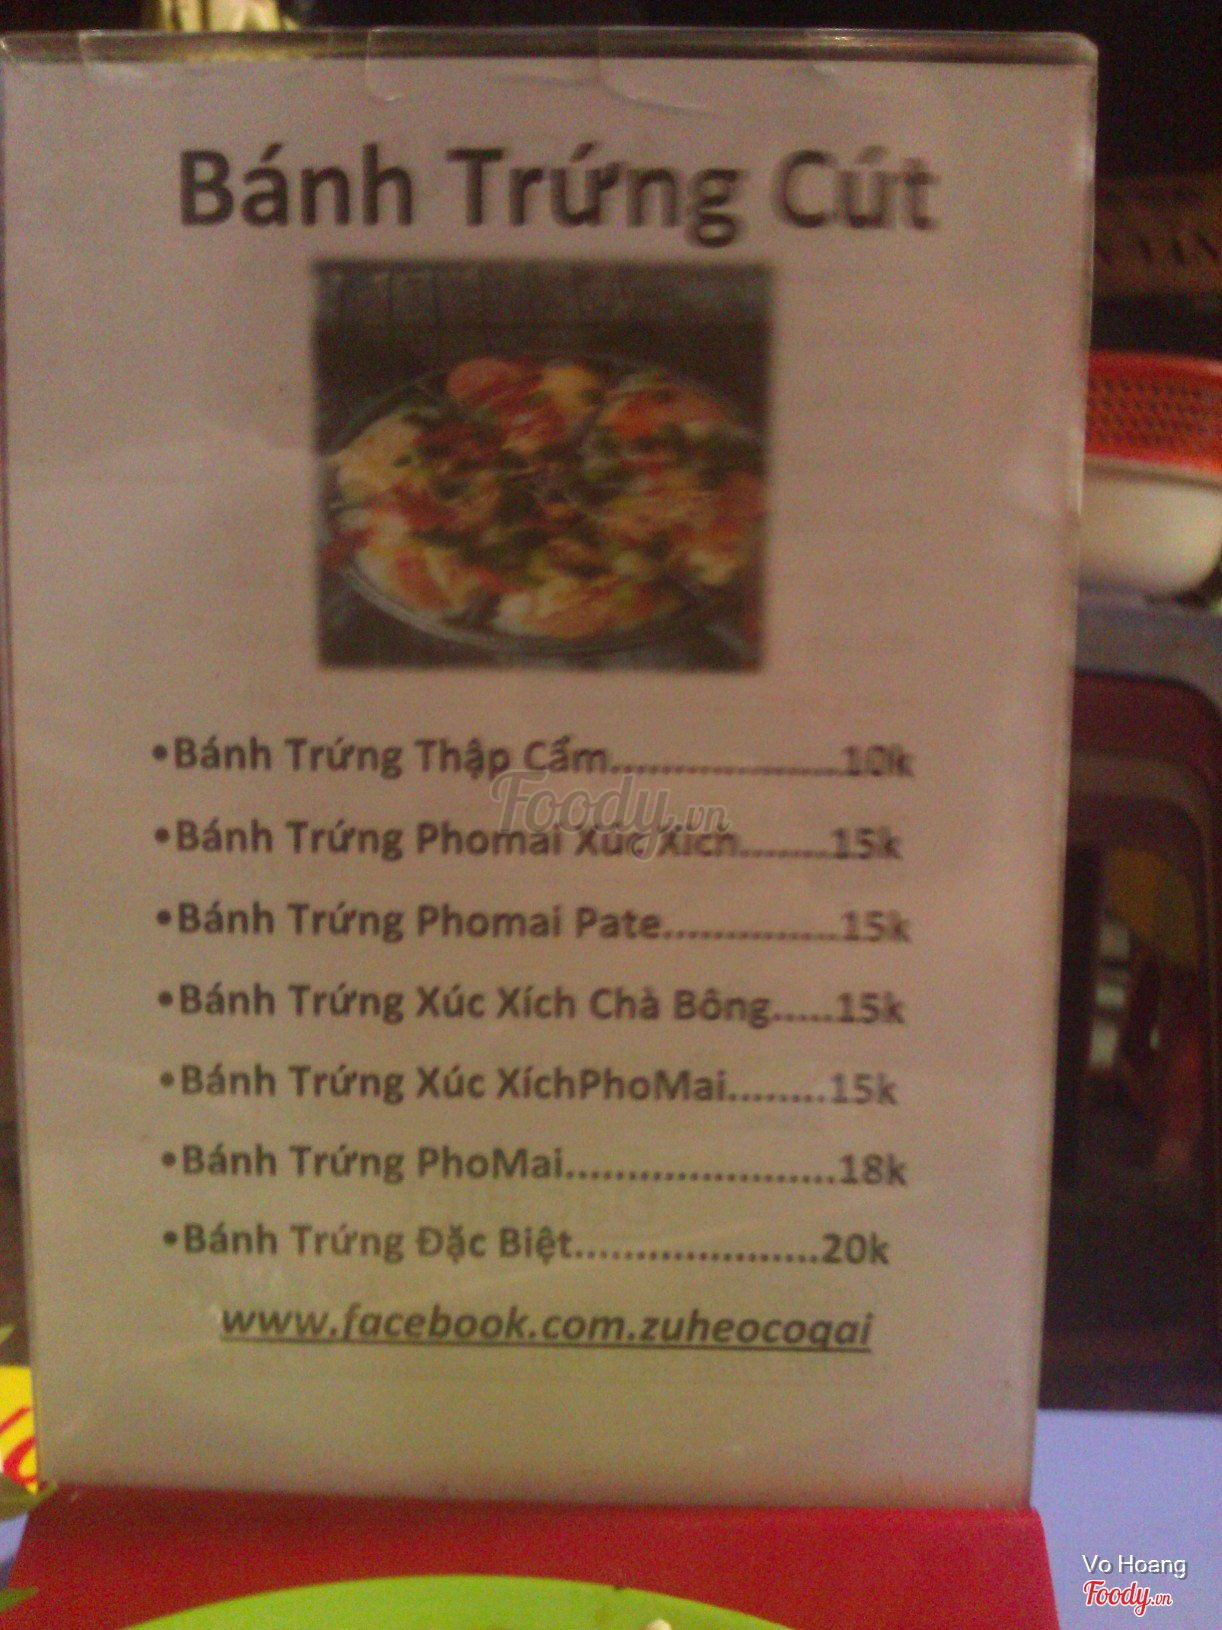 Bánh Trứng Cút
•Bánh Trứng Thập Cẩm....................10k
Foody.vn
•Bánh Trứng Phomai Xúc Xích........15k
•Bánh Trứng Phomai Pate...............15k
•Bánh Trứng Xúc Xích Chà Bông.....15k
•Bánh Trứng Xúc XíchPhoMai........15k
•Bánh Trứng PhoMai......................18k
•Bánh Trứng Đặc Biệt....................20k
www.facebook.com.zuheocogai
Vo Hoang
Foody.vn